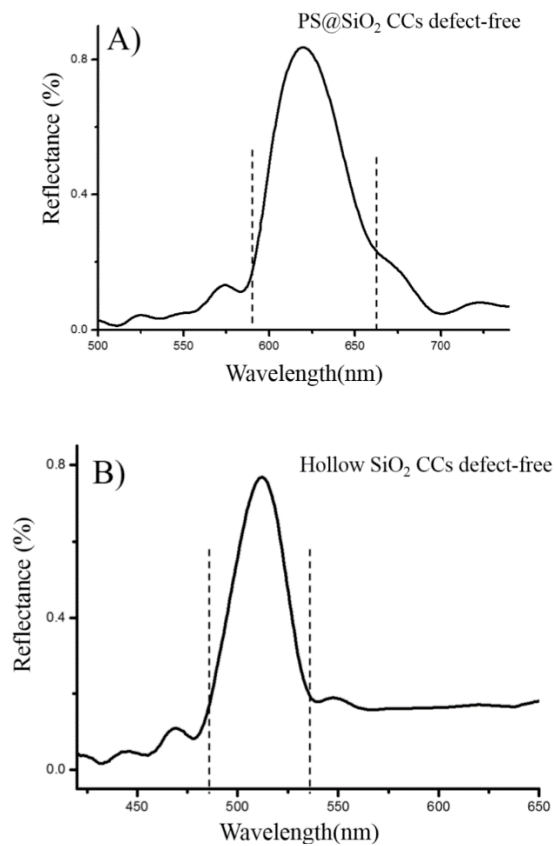 A)
PS@SiO₂ CCs defect-free
Reflectance (%)
0.8
0.4
0.0
500
550
600
650
700
Wavelength(nm)
B)
Hollow SiO₂ CCs defect-free
Reflectance (%)
0.8
0.4
0.0
450
500
550
600
650
Wavelength(nm)